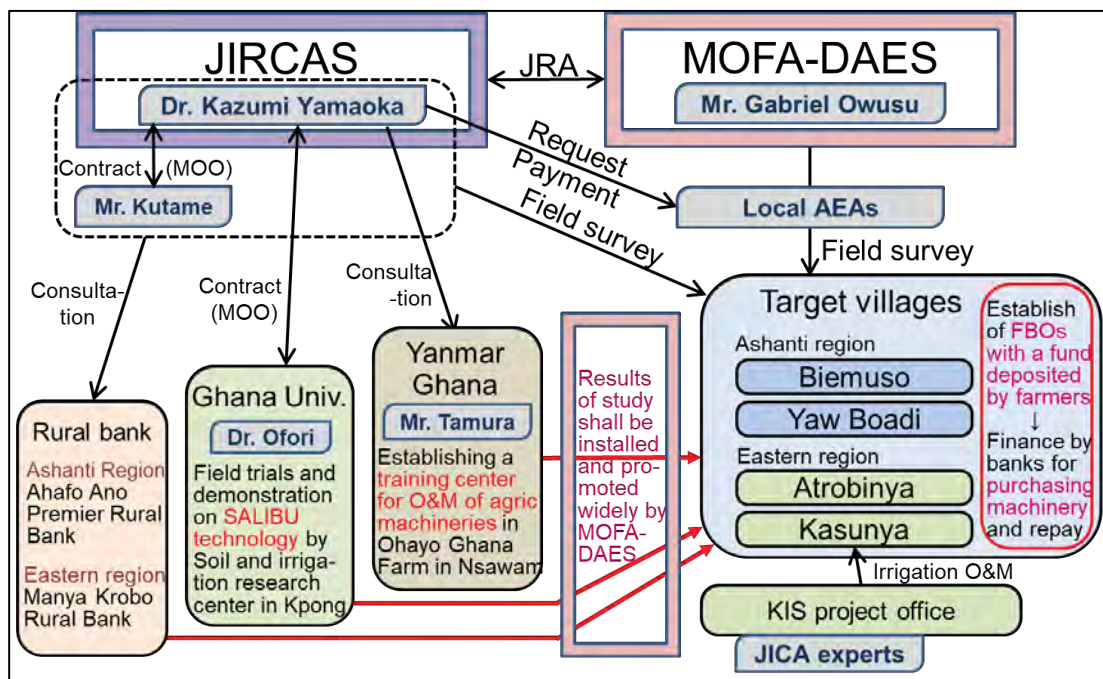 JIRCAS
Dr. Kazumi Yamaoka
JRA
MOFA-DAES
Mr. Gabriel Owusu
Contract (MOO)
Mr. Kutame
Request
Payment
Field survey
Local AEAs
Field survey
Consulta-
tion
Contract
(MOO)
Consulta
-tion
Rural bank
Ashanti Region
Ahafo Ano
Premier Rural
Bank
Eastern region
Manya Krobo
Rural Bank
Ghana Univ.
Dr. Ofori
Field trials and
demonstration
on SALIBU
technology by
Soil and irriga-
tion research
center in Kpong
Yanmar
Ghana
Mr. Tamura
Establishing a
training center
for O&M of agric
machineries in
Ohayo Ghana
Farm in Nsawam
Results
of study
shall be
installed
and pro-
moted
widely by
MOFA-
DAES
Target villages
Ashanti region
Biemuso
Yaw Boadi
Eastern region
Atrobinya
Kasunya
Establish
of FBOs
with a fund
deposited
by farmers
↓
Finance by
banks for
purchasing
machinery
and repay
Irrigation O&M
KIS project office
JICA experts